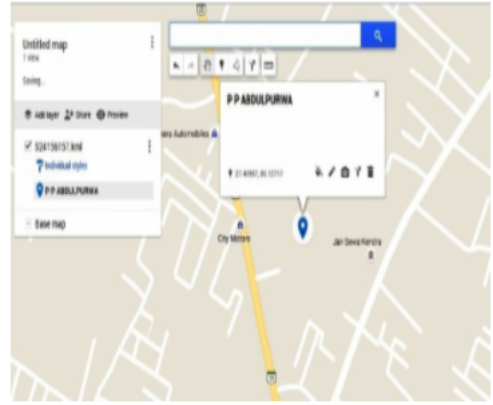 Untitled map
1 view
Saving...
Add layer Share Preview
S24156157.kml
Individual styles
P P ABDULPURWA
Base map
P P ABDULPURWA
Automobiles
City Motors
Jan Sewa Kendra